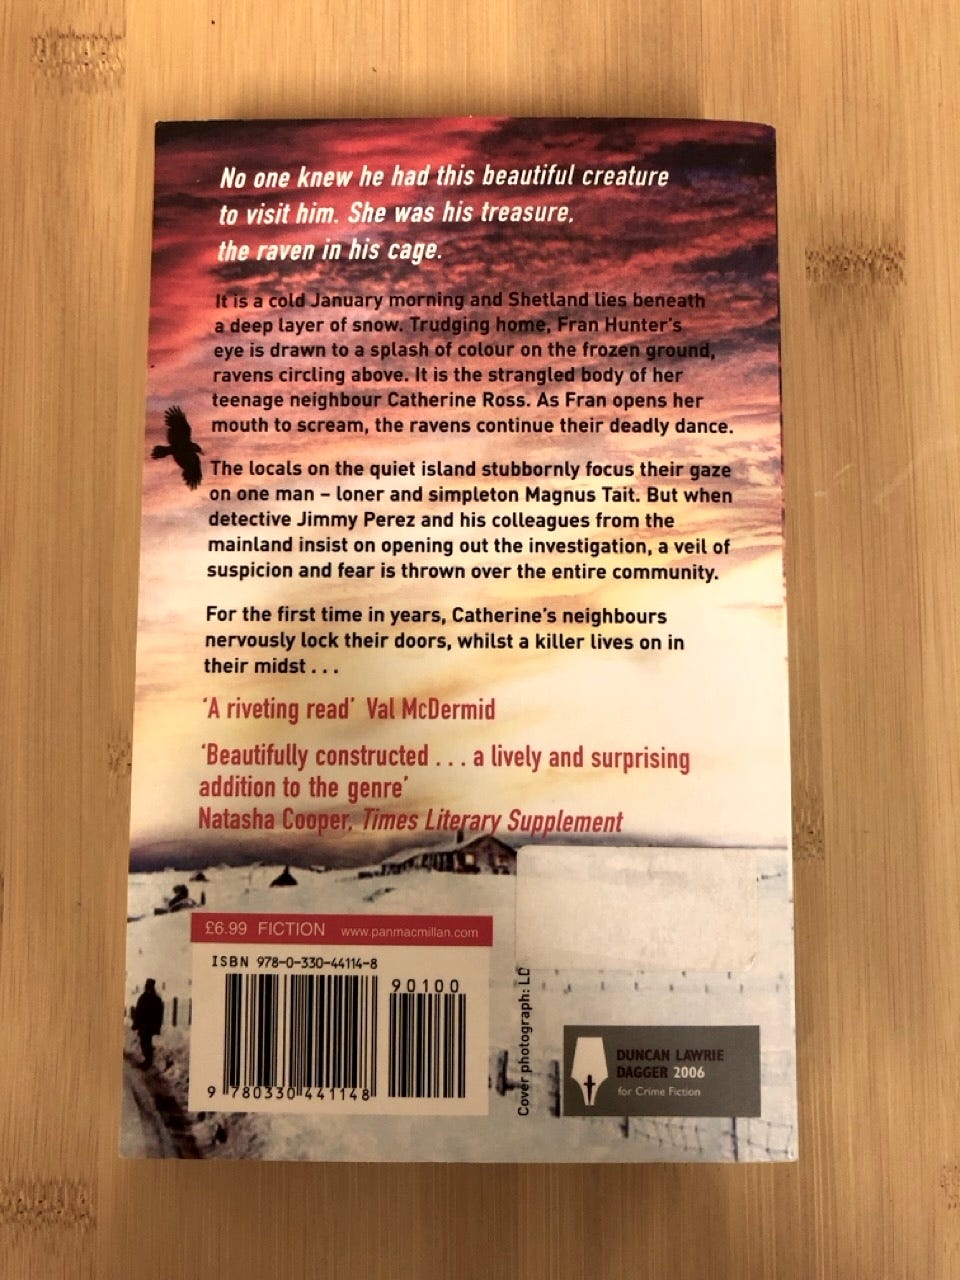 No one knew he had this beautiful creature
to visit him. She was his treasure,
the raven in his cage.
It is a cold January morning and Shetland lies beneath
a deep layer of snow. Trudging home, Fran Hunter's
eye is drawn to a splash of colour on the frozen ground,
ravens circling above. It is the strangled body of her
teenage neighbour Catherine Ross. As Fran opens her
mouth to scream, the ravens continue their deadly dance.
The locals on the quiet island stubbornly focus their gaze
on one man – loner and simpleton Magnus Tait. But when
detective Jimmy Perez and his colleagues from the
mainland insist on opening out the investigation, a veil of
suspicion and fear is thrown over the entire community.
For the first time in years, Catherine's neighbours
nervously lock their doors, whilst a killer lives on in
their midst . . .
'A riveting read' Val McDermid
'Beautifully constructed . . . a lively and surprising
addition to the genre'
Natasha Cooper, Times Literary Supplement
£6.99 FICTION www.panmacmillan.com
ISBN 978-0-330-44114-8
90100
9 780330 441148
Cover photograph:
DUNCAN LAWRIE
DAGGER 2006
for Crime Fiction